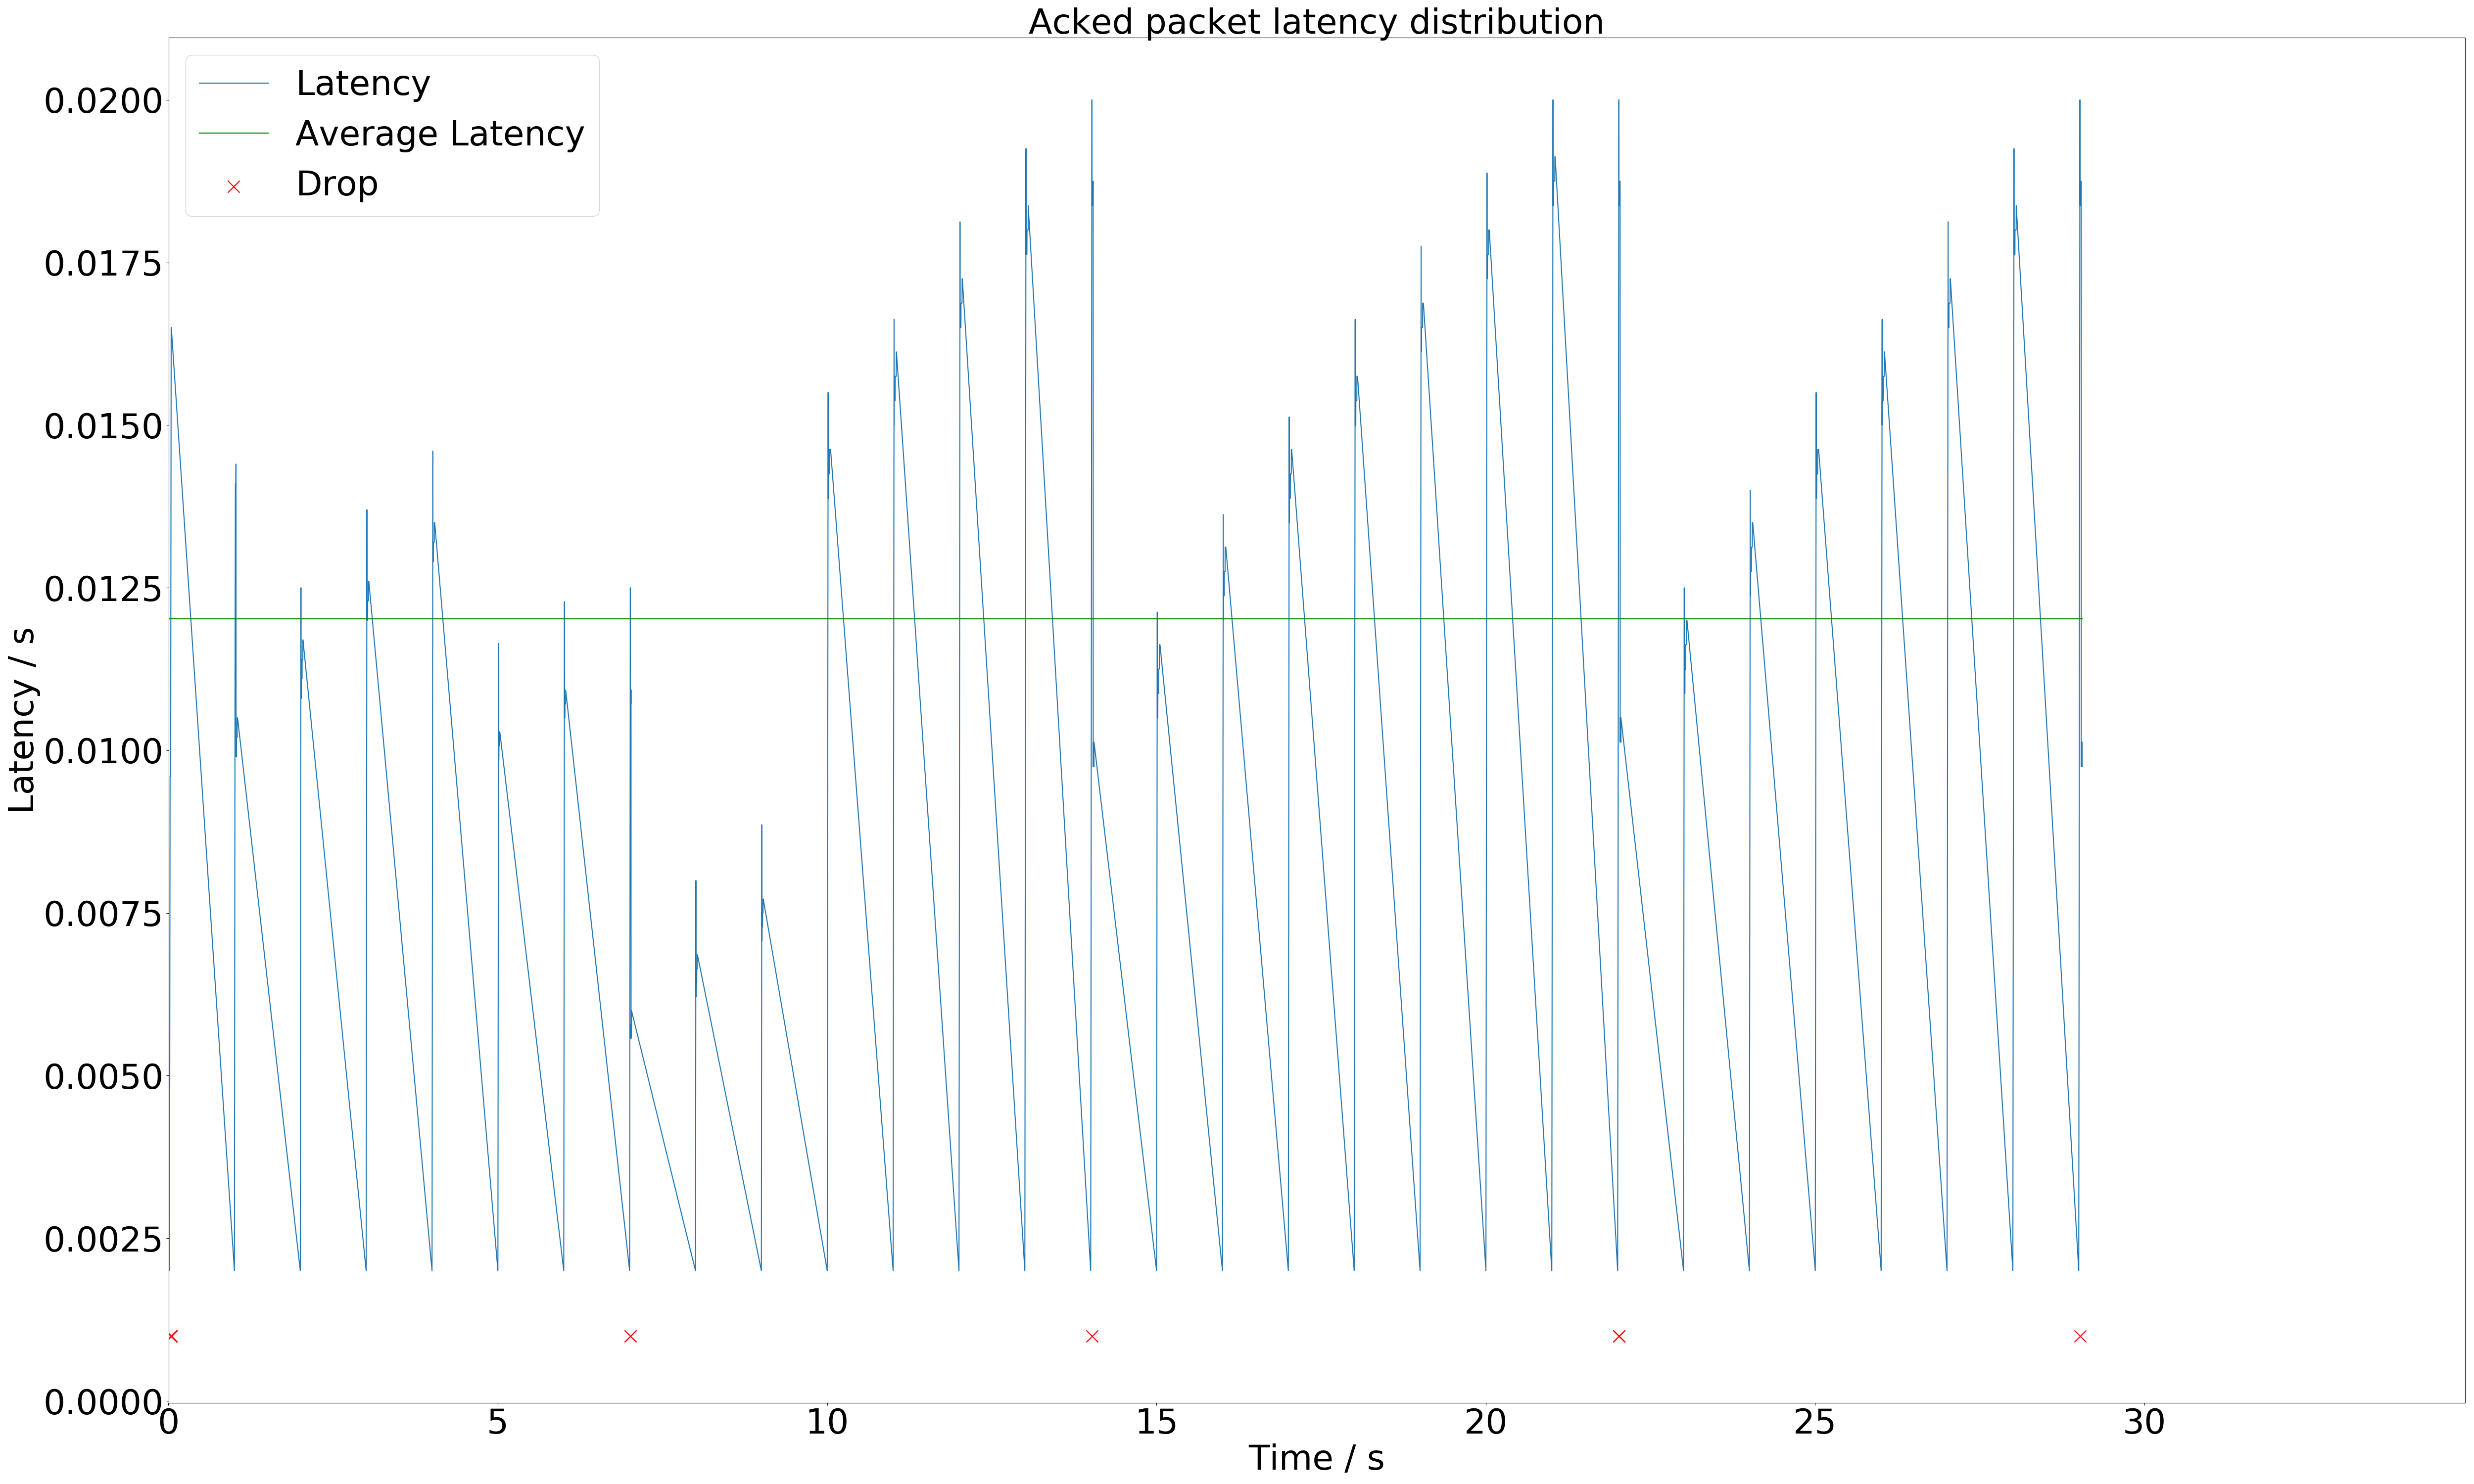 Acked packet latency distribution
Latency
Average Latency
Drop
0.0200
0.0175
0.0150
0.0125
0.0100
0.0075
0.0050
0.0025
0.0000
Latency / s
0 5 10 15 20 25 30
Time / s